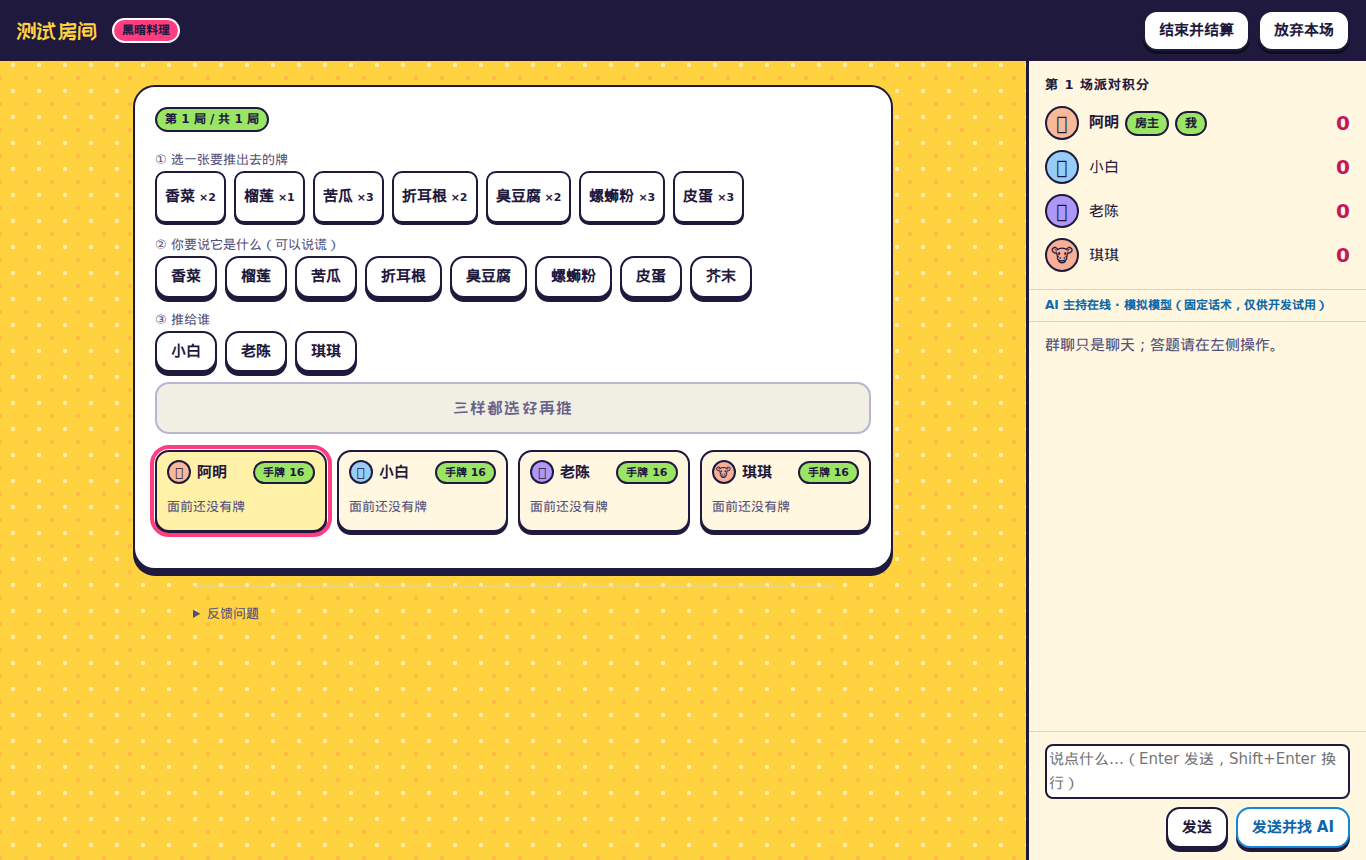 测试房间 黑暗料理 结束并结算 放弃本场
第 1 局 / 共 1 局
① 选一张要推出去的牌
香菜 ×2 榴莲 ×1 苦瓜 ×3 折耳根 ×2 臭豆腐 ×2 螺蛳粉 ×3 皮蛋 ×3
② 你要说它是什么（可以说谎）
香菜 榴莲 苦瓜 折耳根 臭豆腐 螺蛳粉 皮蛋 芥末
③ 推给谁
小白 老陈 琪琪
三样都选好再推
阿明 手牌 16 小白 手牌 16 老陈 手牌 16 琪琪 手牌 16
面前还没有牌 面前还没有牌 面前还没有牌 面前还没有牌
▶ 反馈问题
第 1 场派对积分
阿明 房主 我 0
小白 0
老陈 0
琪琪 0
AI 主持在线 · 模拟模型（固定话术，仅供开发试用）
群聊只是聊天；答题请在左侧操作。
说点什么…（Enter 发送，Shift+Enter 换
行）
发送 发送并找 AI